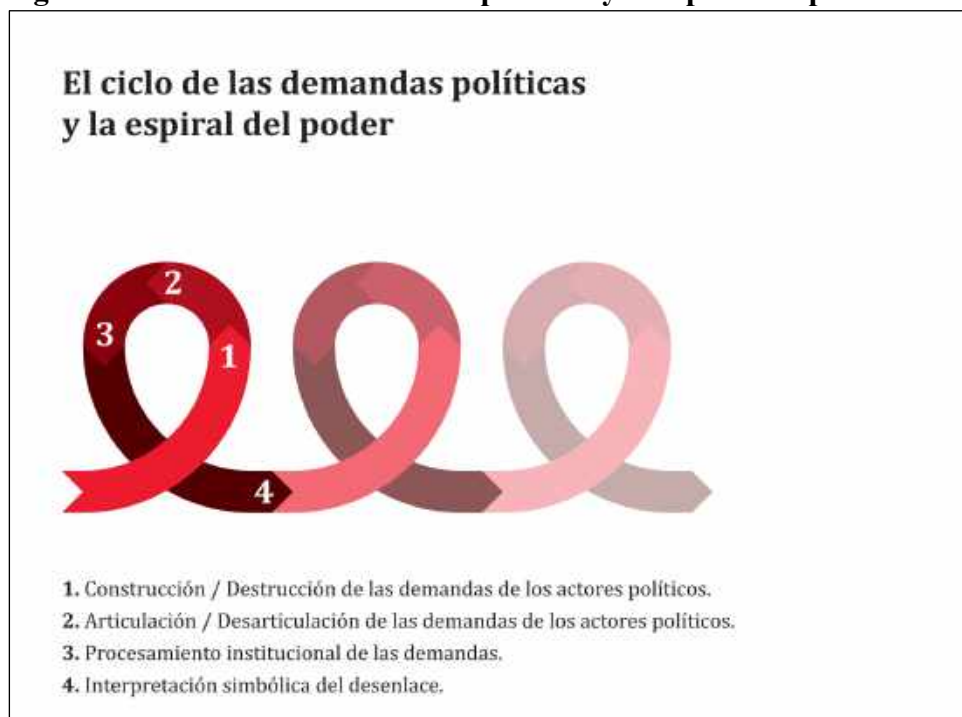 El ciclo de las demandas políticas
y la espiral del poder
2
3
1
4
1. Construcción / Destrucción de las demandas de los actores políticos.
2. Articulación / Desarticulación de las demandas de los actores políticos.
3. Procesamiento institucional de las demandas.
4. Interpretación simbólica del desenlace.